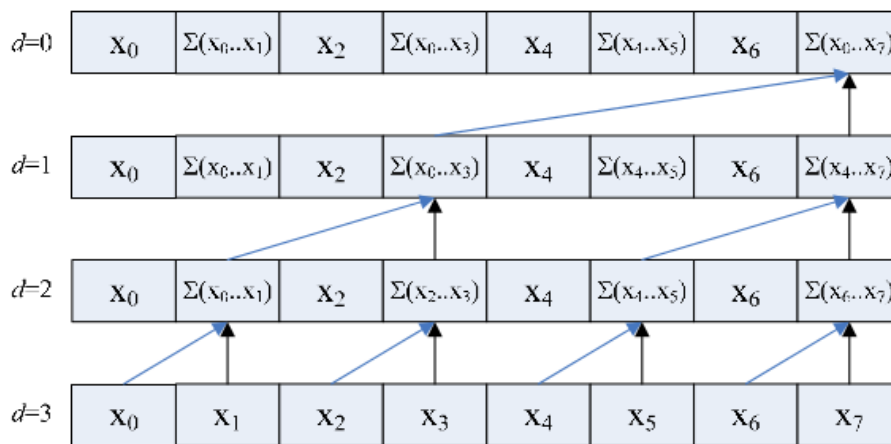 d=0 x₀ Σ(x₀..x₁) x₂ Σ(x₀..x₃) x₄ Σ(x₄..x₅) x₆ Σ(x₀..x₇)
d=1 x₀ Σ(x₀..x₁) x₂ Σ(x₀..x₃) x₄ Σ(x₄..x₅) x₆ Σ(x₄..x₇)
d=2 x₀ Σ(x₀..x₁) x₂ Σ(x₂..x₃) x₄ Σ(x₄..x₅) x₆ Σ(x₆..x₇)
d=3 x₀ x₁ x₂ x₃ x₄ x₅ x₆ x₇